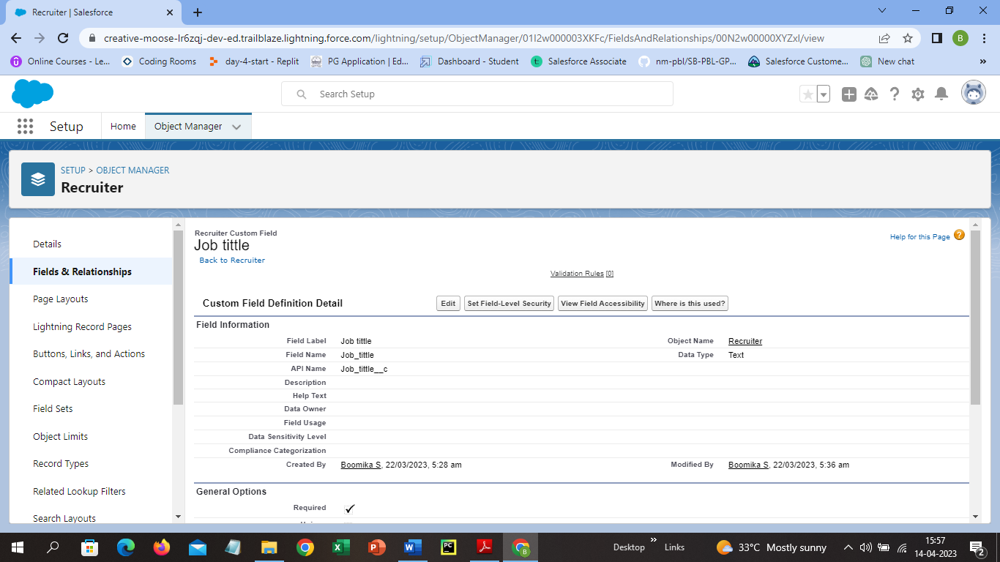 Recruiter | Salesforce
creative-moose-lr6zqj-dev-ed.trailblaze.lightning.force.com/lightning/setup/ObjectManager/01I2w000003XKFc/FieldsAndRelationships/00N2w00000XYZxI/view
B
Online Courses - Le... Coding Rooms day-4-start - Replit PG Application | Ed... Dashboard - Student t: Salesforce Associate nm-pbl/SB-PBL-GP... Salesforce Custome... New chat »
Search Setup
Setup Home Object Manager
SETUP > OBJECT MANAGER
Recruiter
Details
Fields & Relationships
Page Layouts
Lightning Record Pages
Buttons, Links, and Actions
Compact Layouts
Field Sets
Object Limits
Record Types
Related Lookup Filters
Search Layouts
Recruiter Custom Field
Job tittle
Back to Recruiter
Help for this Page ?
Validation Rules [0]
Custom Field Definition Detail Edit Set Field-Level Security View Field Accessibility Where is this used?
Field Information
Field Label Job tittle Object Name Recruiter
Field Name Job_tittle Data Type Text
API Name Job_tittle__c
Description
Help Text
Data Owner
Field Usage
Data Sensitivity Level
Compliance Categorization
Created By Boomika S, 22/03/2023, 5:28 am Modified By Boomika S, 22/03/2023, 5:36 am
General Options
Required
Desktop » Links 33°C Mostly sunny 15:57
14-04-2023
2